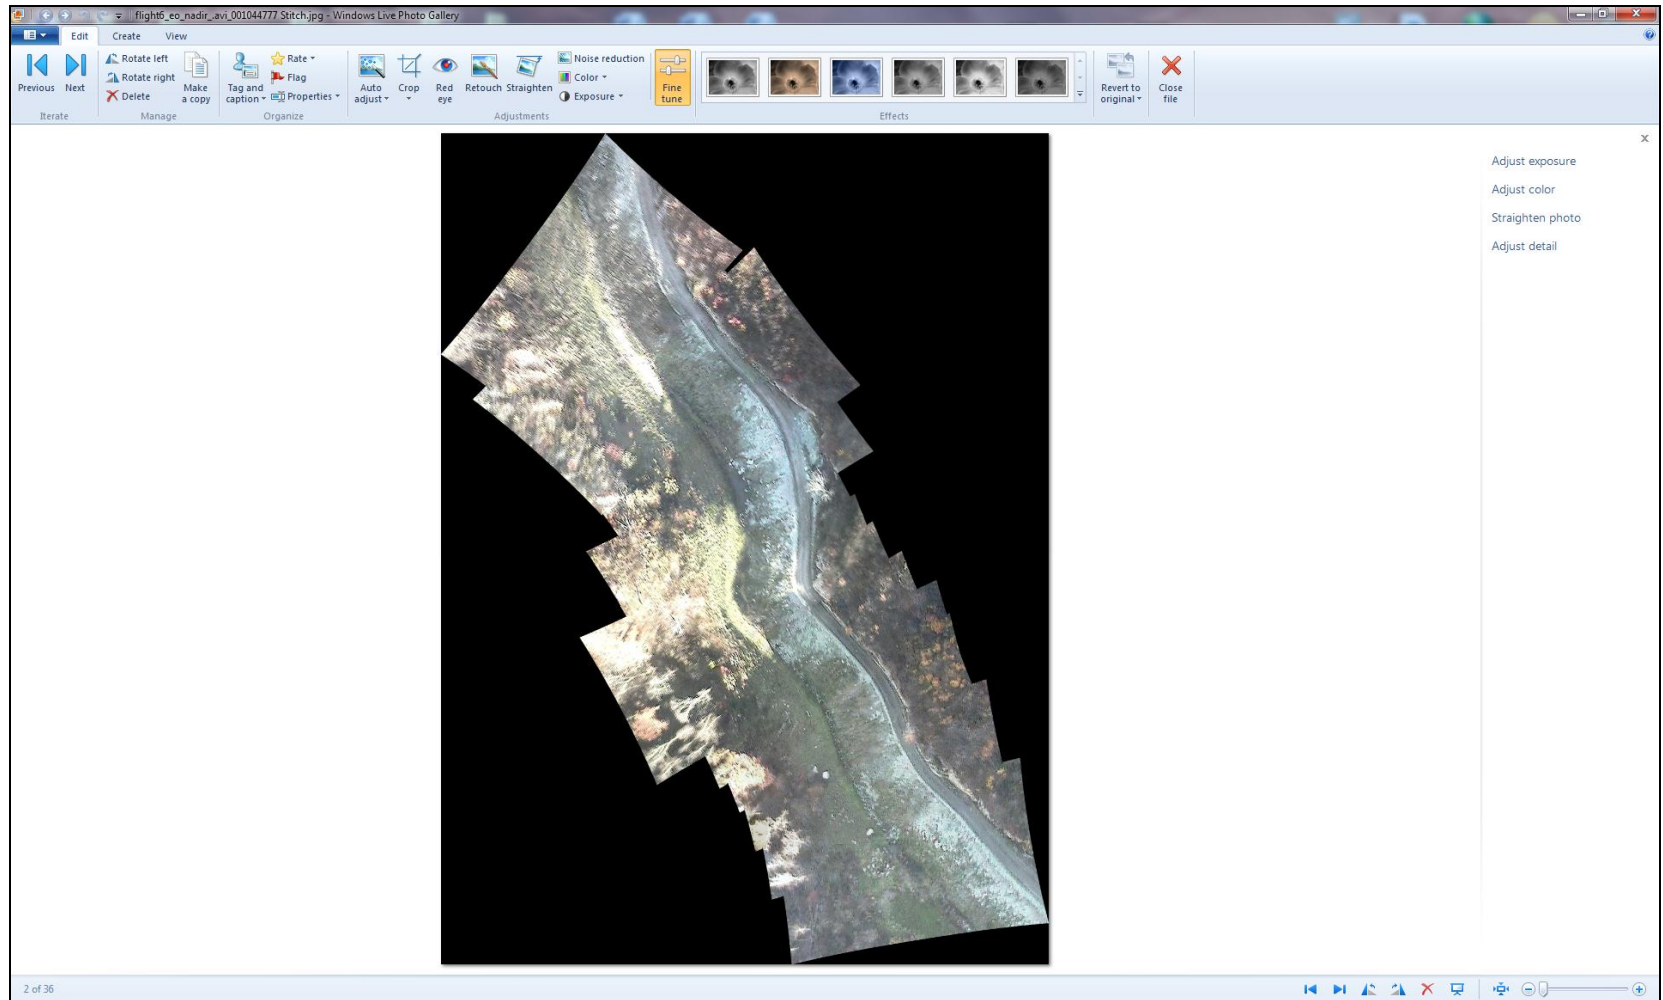 flight6_eo_nadir_.avi_001044777 Stitch.jpg - Windows Live Photo Gallery
Edit Create View
Previous
Next
Iterate
Rotate left
Rotate right
Delete
Make a copy
Manage
Tag and caption
Rate
Flag
Properties
Organize
Auto adjust
Crop
Red eye
Retouch
Straighten
Noise reduction
Color
Exposure
Adjustments
Fine tune
Effects
Revert to original
Close file
Adjust exposure
Adjust color
Straighten photo
Adjust detail
2 of 36